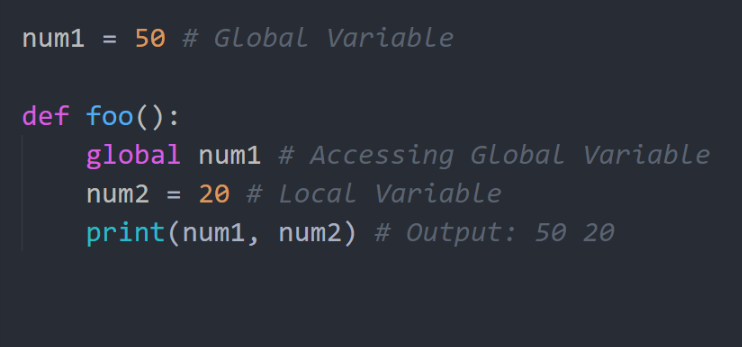 num1 = 50 # Global Variable
def foo():
global num1 # Accessing Global Variable
num2 = 20 # Local Variable
print(num1, num2) # Output: 50 20